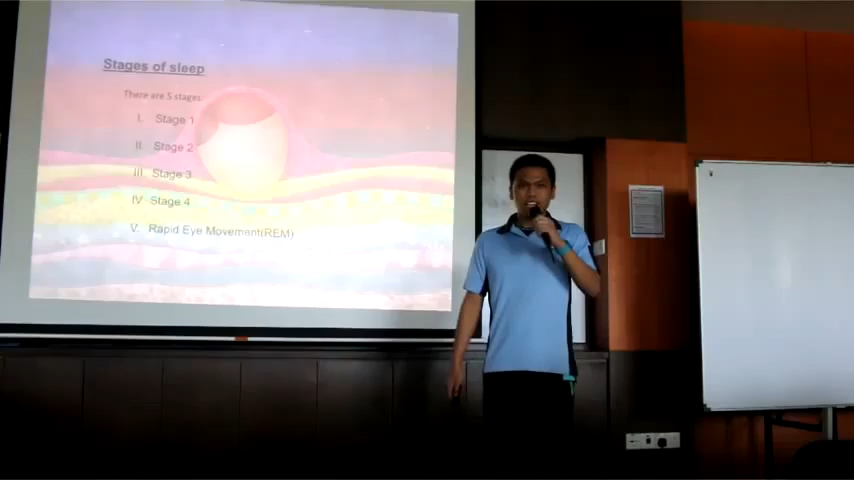 Stages of sleep
There are 5 stages:
I. Stage 1
II. Stage 2
III. Stage 3
IV Stage 4
V. Rapid Eye Movement(REM)